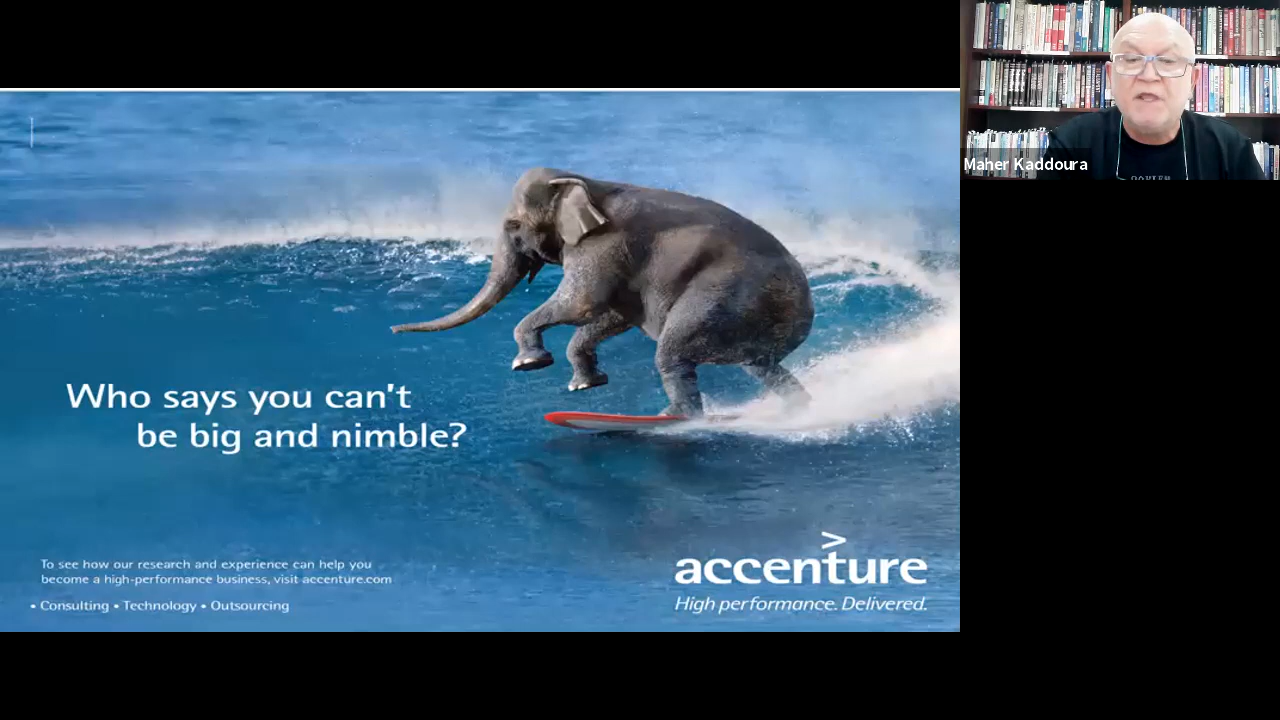 Who says you can't
be big and nimble?
To see how our research and experience can help you
become a high-performance business, visit accenture.com
• Consulting • Technology • Outsourcing
>
accenture
High performance. Delivered.
Maher Kaddoura